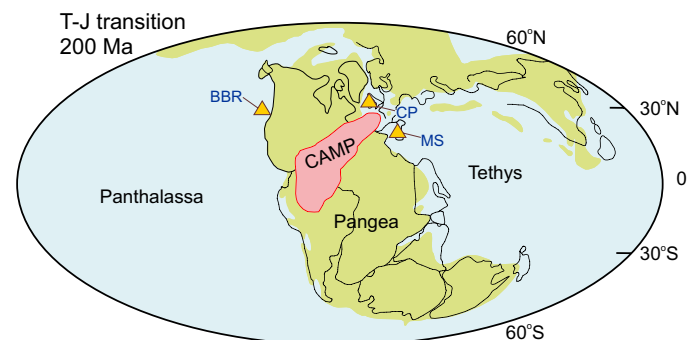 T-J transition
200 Ma
60°N
BBR
30°N
CP
MS
CAMP
Tethys
0
Panthalassa
Pangea
30°S
60°S